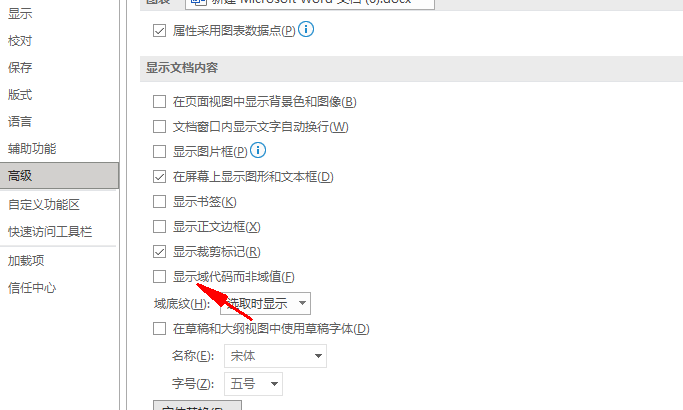 显示
校对
保存
版式
语言
辅助功能
高级
自定义功能区
快速访问工具栏
加载项
信任中心
图表 新建 Microsoft Word 文档 (6).docx
属性采用图表数据点(P)
显示文档内容
在页面视图中显示背景色和图像(B)
文档窗口内显示文字自动换行(W)
显示图片框(P)
在屏幕上显示图形和文本框(D)
显示书签(K)
显示正文边框(X)
显示裁剪标记(R)
显示域代码而非域值(F)
域底纹(H): 选取时显示
在草稿和大纲视图中使用草稿字体(D)
名称(E): 宋体
字号(Z): 五号